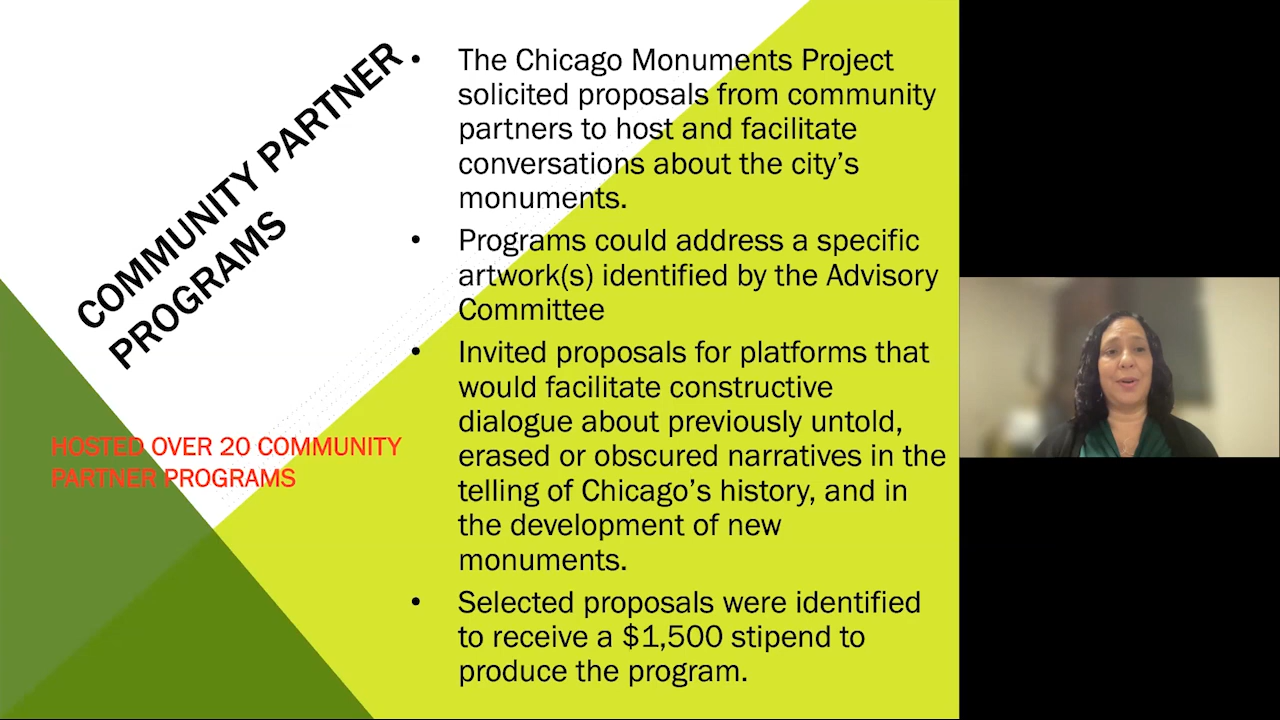 COMMUNITY PARTNER
PROGRAMS
HOSTED OVER 20 COMMUNITY
PARTNER PROGRAMS
• The Chicago Monuments Project
solicited proposals from community
partners to host and facilitate
conversations about the city’s
monuments.
• Programs could address a specific
artwork(s) identified by the Advisory
Committee
• Invited proposals for platforms that
would facilitate constructive
dialogue about previously untold,
erased or obscured narratives in the
telling of Chicago’s history, and in
the development of new
monuments.
• Selected proposals were identified
to receive a $1,500 stipend to
produce the program.